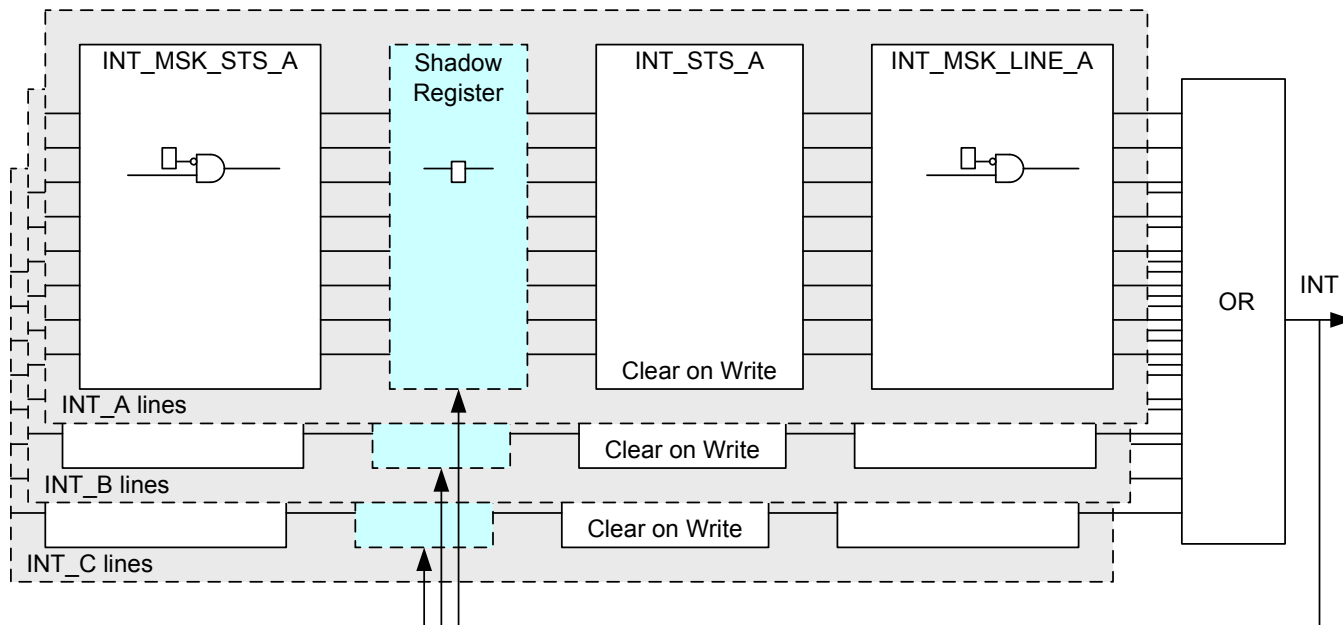 INT_MSK_STS_A
Shadow
Register
INT_STS_A
INT_MSK_LINE_A
INT
OR
Clear on Write
INT_A lines
Clear on Write
INT_B lines
Clear on Write
INT_C lines